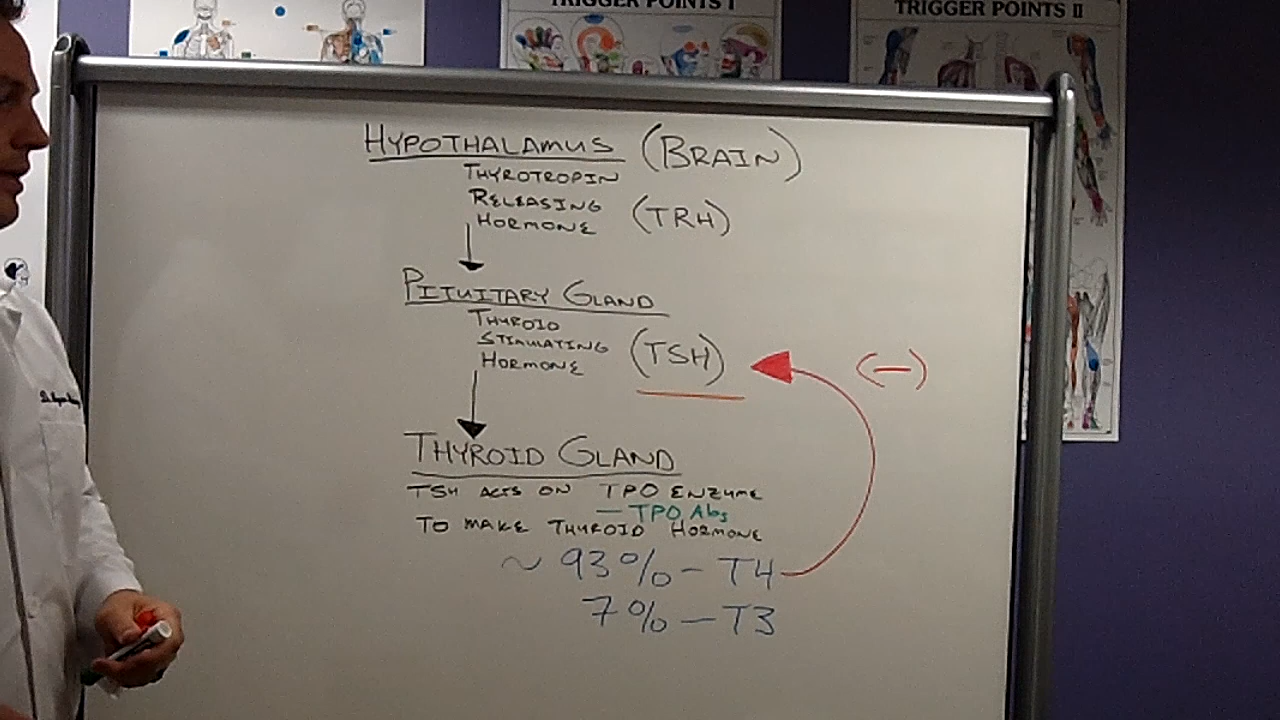 TRIGGER POINTS I
TRIGGER POINTS II
HYPOTHALAMUS (BRAIN)
THYROTROPIN
RELEASING
HORMONE (TRH)
PITUITARY GLAND
THYROID
STIMULATING
HORMONE (TSH)
(—)
THYROID GLAND
TSH ACTS ON TPO ENZYME
— TPO Abs
TO MAKE THYROID HORMONE
~ 93% — T4
7% — T3